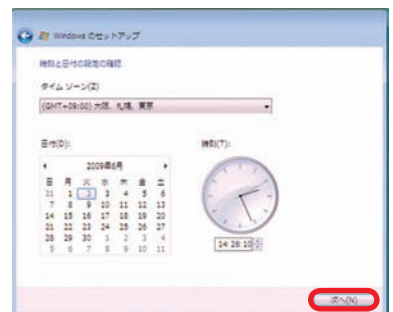 Windows のセットアップ
時刻と日付の設定の確認
タイム ゾーン(Z)
(GMT+09:00) 大阪、札幌、東京
日付(D):
時刻(T):
2009年6月
日 月 火 水 木 金 土
31 1 2 3 4 5 6
7 8 9 10 11 12 13
14 15 16 17 18 19 20
21 22 23 24 25 26 27
28 29 30 1 2 3 4
5 6 7 8 9 10 11
14:26:10
次へ(N)